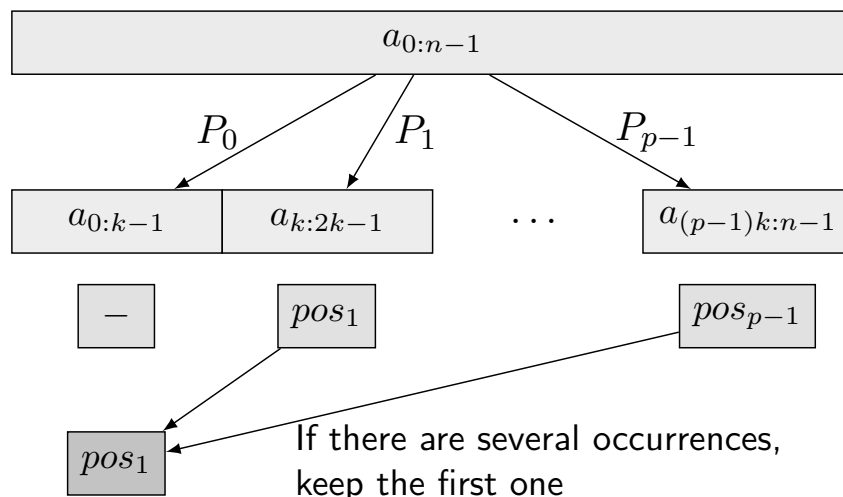 a_{0:n−1}
P_0 P_1 P_{p−1}
a_{0:k−1} a_{k:2k−1} ... a_{(p−1)k:n−1}
− pos_1 pos_{p−1}
pos_1
If there are several occurrences,
keep the first one